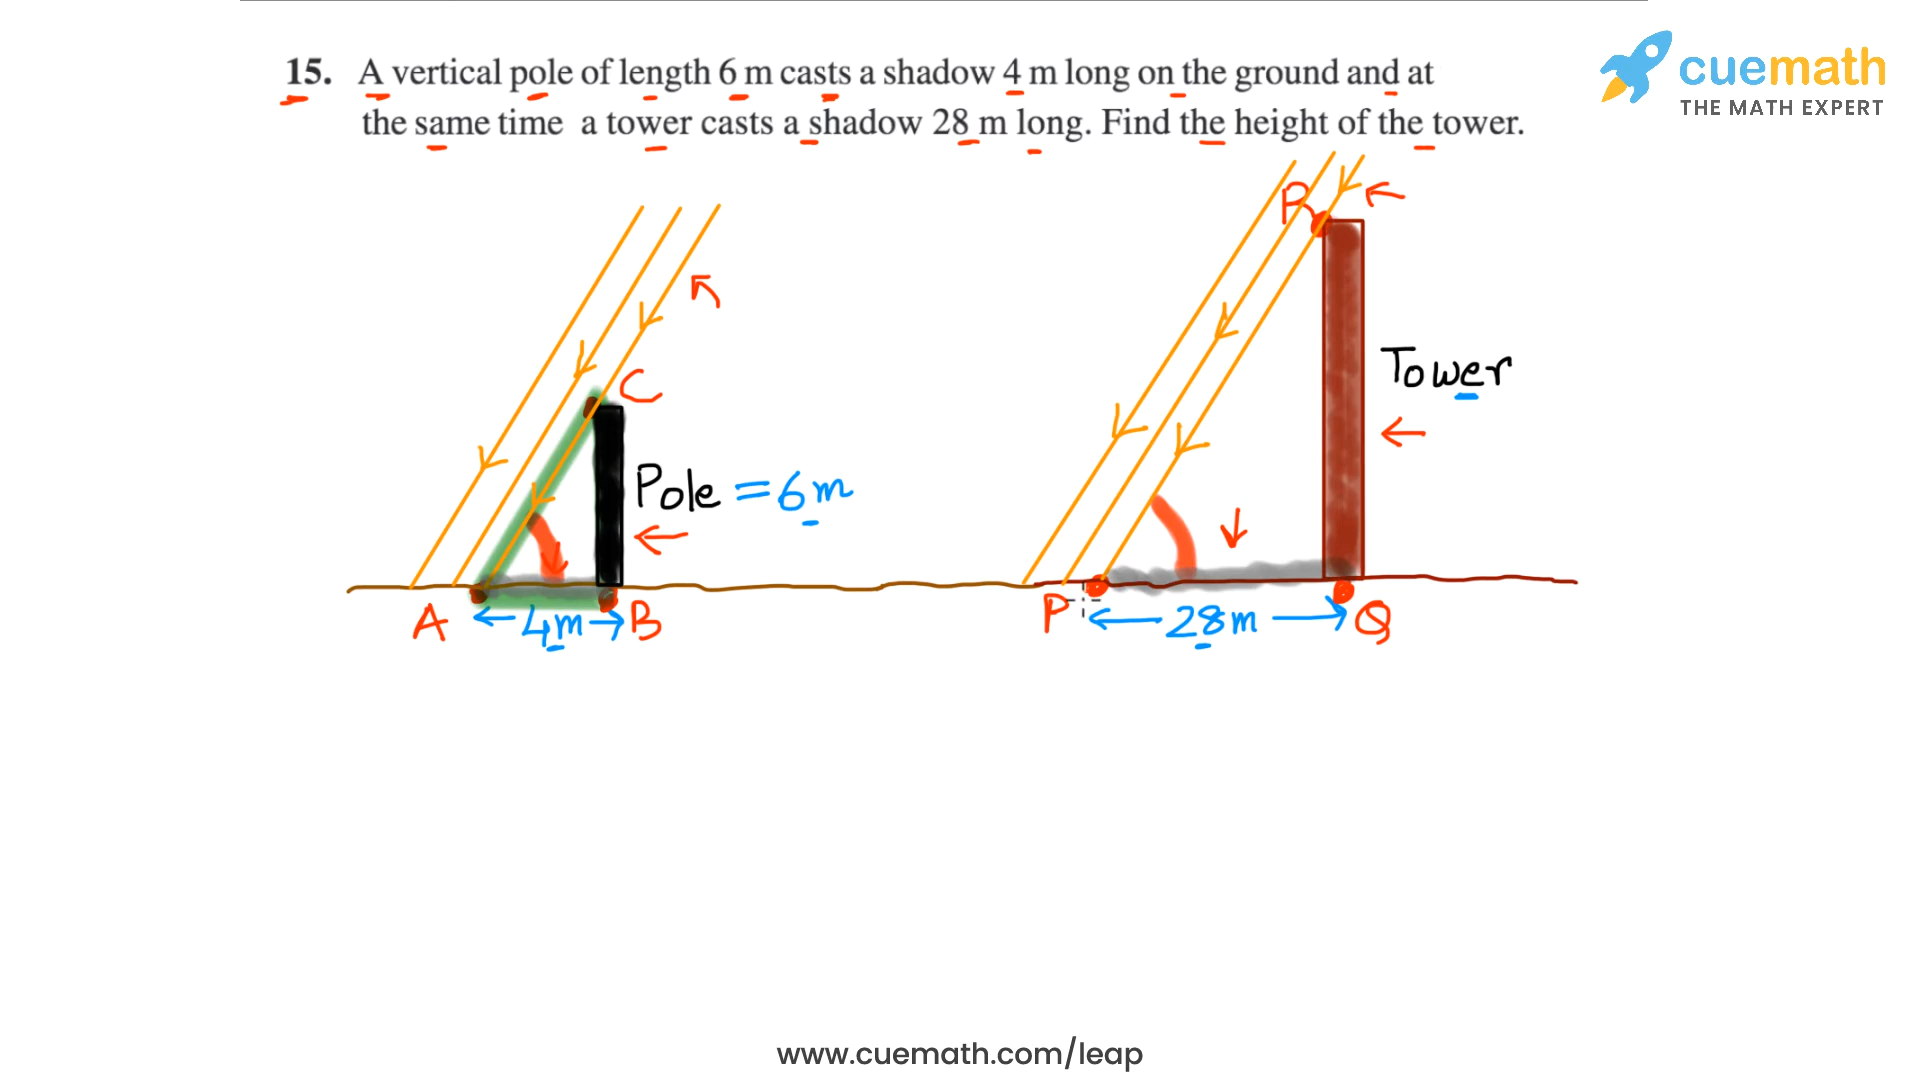 15. A vertical pole of length 6 m casts a shadow 4 m long on the ground and at
the same time a tower casts a shadow 28 m long. Find the height of the tower.
cuemath
THE MATH EXPERT
R
C
Tower
Pole = 6m
A 4m B
P 28m Q
www.cuemath.com/leap